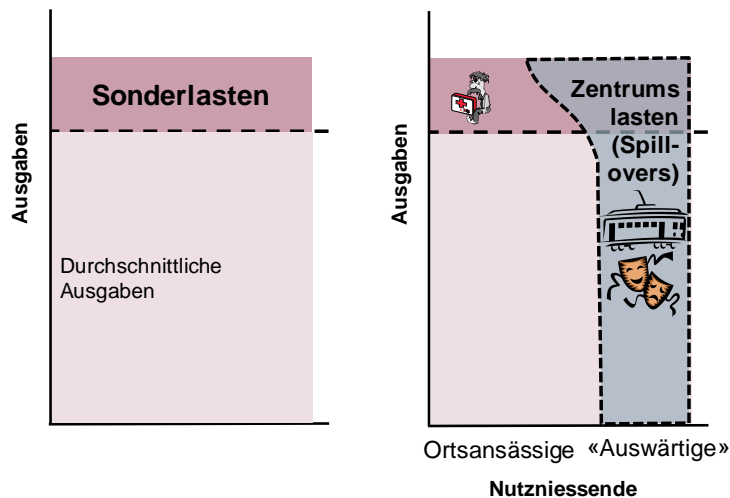 Ausgaben
Sonderlasten
Durchschnittliche
Ausgaben
Ausgaben
Zentrums
lasten
(Spill-
overs)
Ortsansässige «Auswärtige»
Nutzniessende